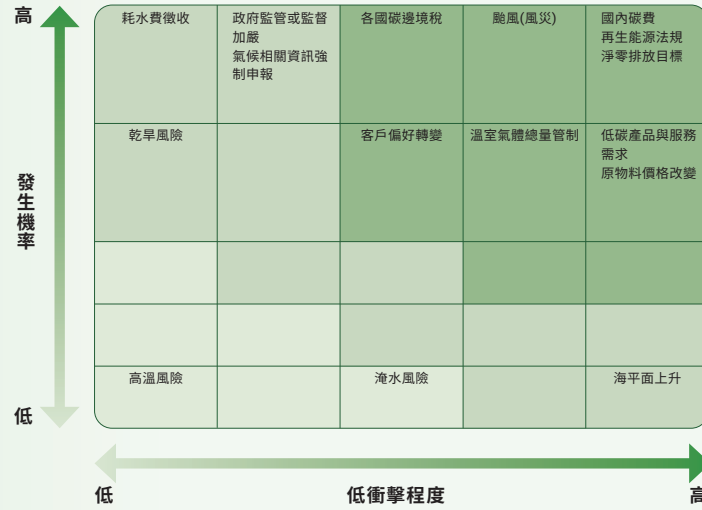 高
耗水費徵收
政府監管或監督
加嚴
氣候相關資訊強
制申報
各國碳邊境稅
颱風(風災)
國內碳費
再生能源法規
淨零排放目標
發生機率
乾旱風險
客戶偏好轉變
溫室氣體總量管制
低碳產品與服務
需求
原物料價格改變
高溫風險
淹水風險
海平面上升
低
低
低衝擊程度
高